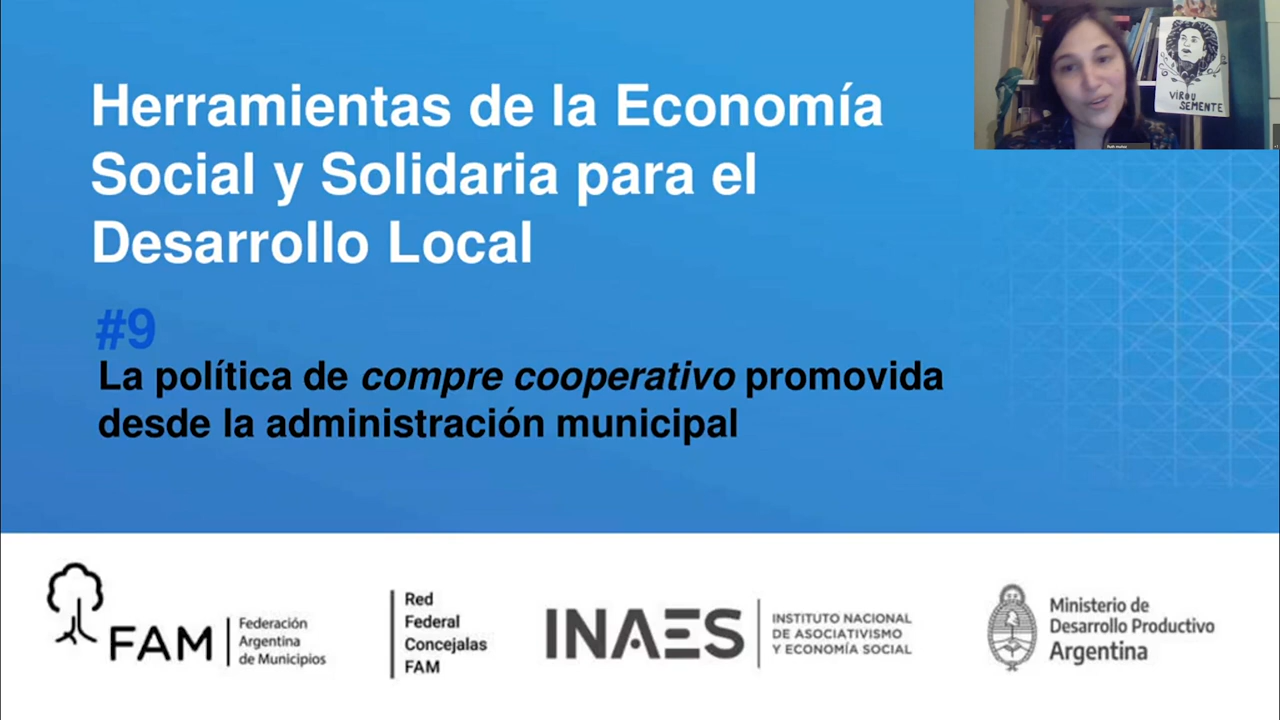 Herramientas de la Economía
Social y Solidaria para el
Desarrollo Local
#9
La política de compre cooperativo promovida
desde la administración municipal
VIROU
SEMENTE
FAM
Federación
Argentina
de Municipios
Red
Federal
Concejalas
FAM
INAES
INSTITUTO NACIONAL
DE ASOCIATIVISMO
Y ECONOMÍA SOCIAL
Ministerio de
Desarrollo Productivo
Argentina